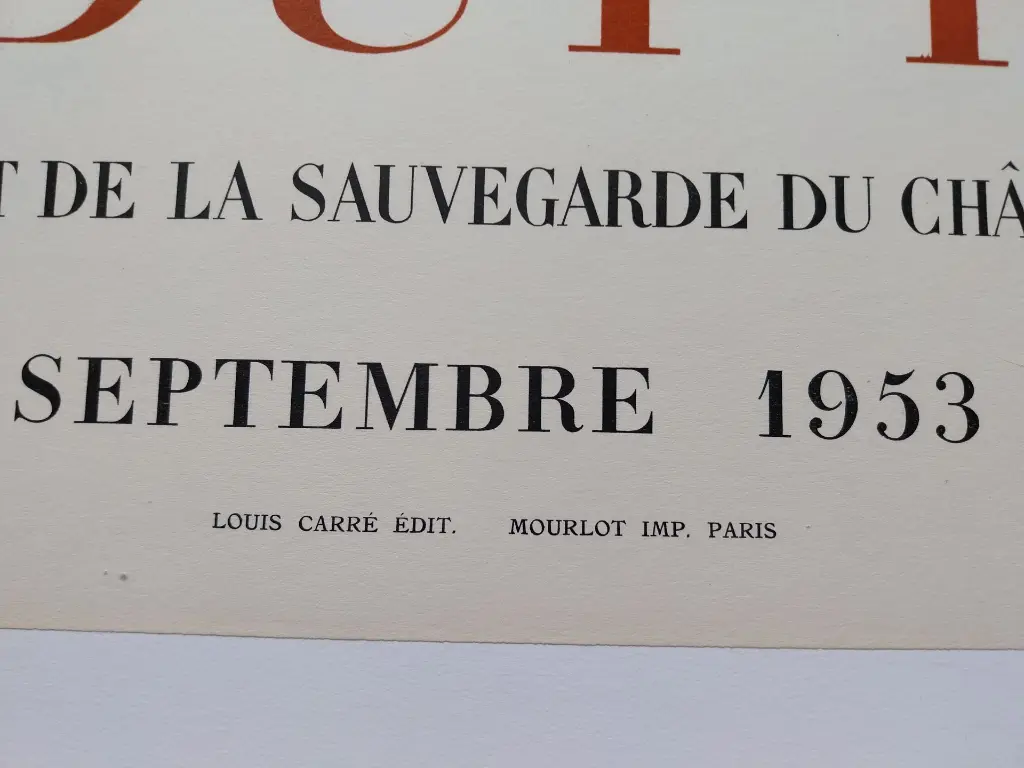 DE LA SAUVEGARDE DU CHÂ
SEPTEMBRE 1953
LOUIS CARRÉ ÉDIT. MOURLOT IMP. PARIS